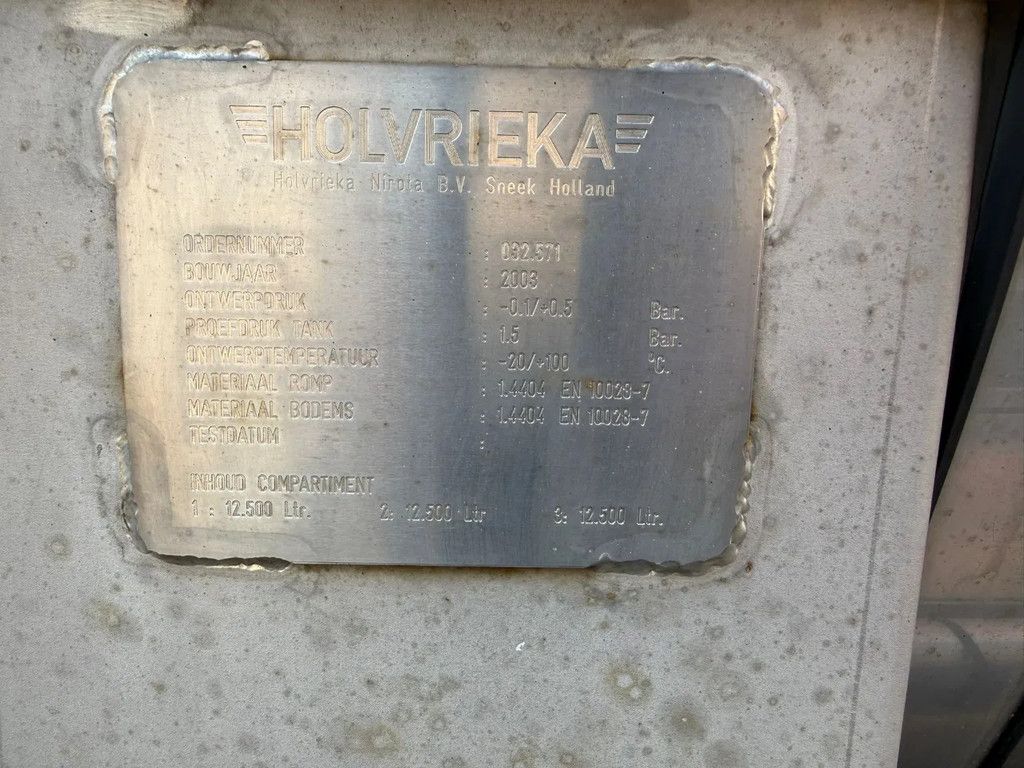 HOLVRIEKA
Holvrieka Nirota B.V. Sneek Holland
ORDERNUMMER : 032.571
BOUWJAAR : 2003
ONTWERPDRUK : -0.1/+0.5 Bar.
PROEFDRUK TANK : 1.5 Bar.
ONTWERPTEMPERATUUR : -20/+100 °C.
MATERIAAL ROMP : 1.4404 EN 10028-7
MATERIAAL BODEMS : 1.4404 EN 10028-7
TESTDATUM :
INHOUD COMPARTIMENT
1 : 12.500 Ltr. 2: 12.500 Ltr 3: 12.500 Ltr.